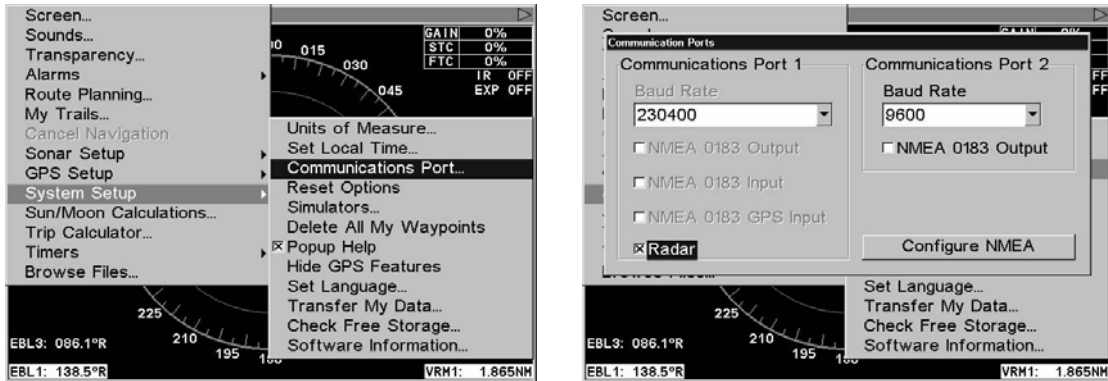 Screen...
Sounds...
Transparency...
Alarms
Route Planning...
My Trails...
Cancel Navigation
Sonar Setup
GPS Setup
System Setup
Sun/Moon Calculations...
Trip Calculator...
Timers
Browse Files...
GAIN 0%
STC 0%
FTC 0%
IR OFF
EXP OFF
015
030
045
Units of Measure...
Set Local Time...
Communications Port...
Reset Options
Simulators...
Delete All My Waypoints
Popup Help
Hide GPS Features
Set Language...
Transfer My Data...
Check Free Storage...
Software Information...
225
210
195
EBL3: 086.1°R
EBL1: 138.5°R
VRM1: 1.865NM
Screen...
Communication Ports
Communications Port 1
Baud Rate
230400
NMEA 0183 Output
NMEA 0183 Input
NMEA 0183 GPS Input
Radar
Communications Port 2
Baud Rate
9600
NMEA 0183 Output
Configure NMEA
Set Language...
Transfer My Data...
Check Free Storage...
Software Information...
225
210
195
EBL3: 086.1°R
EBL1: 138.5°R
VRM1: 1.865NM